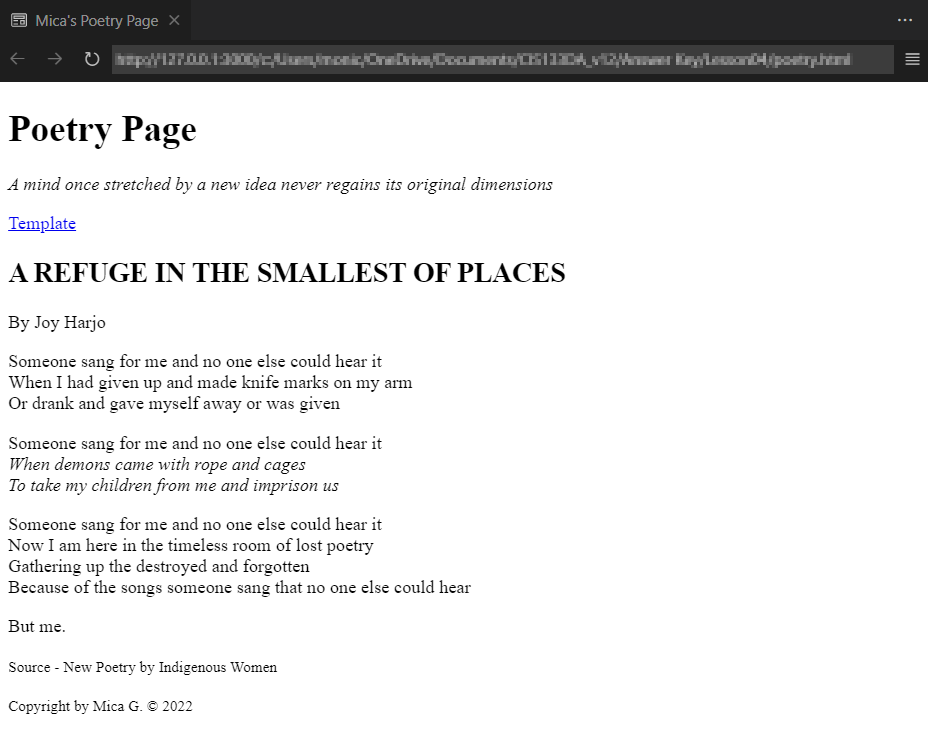 Mica's Poetry Page
Poetry Page
A mind once stretched by a new idea never regains its original dimensions
Template
A REFUGE IN THE SMALLEST OF PLACES
By Joy Harjo
Someone sang for me and no one else could hear it
When I had given up and made knife marks on my arm
Or drank and gave myself away or was given
Someone sang for me and no one else could hear it
When demons came with rope and cages
To take my children from me and imprison us
Someone sang for me and no one else could hear it
Now I am here in the timeless room of lost poetry
Gathering up the destroyed and forgotten
Because of the songs someone sang that no one else could hear
But me.
Source - New Poetry by Indigenous Women
Copyright by Mica G. © 2022